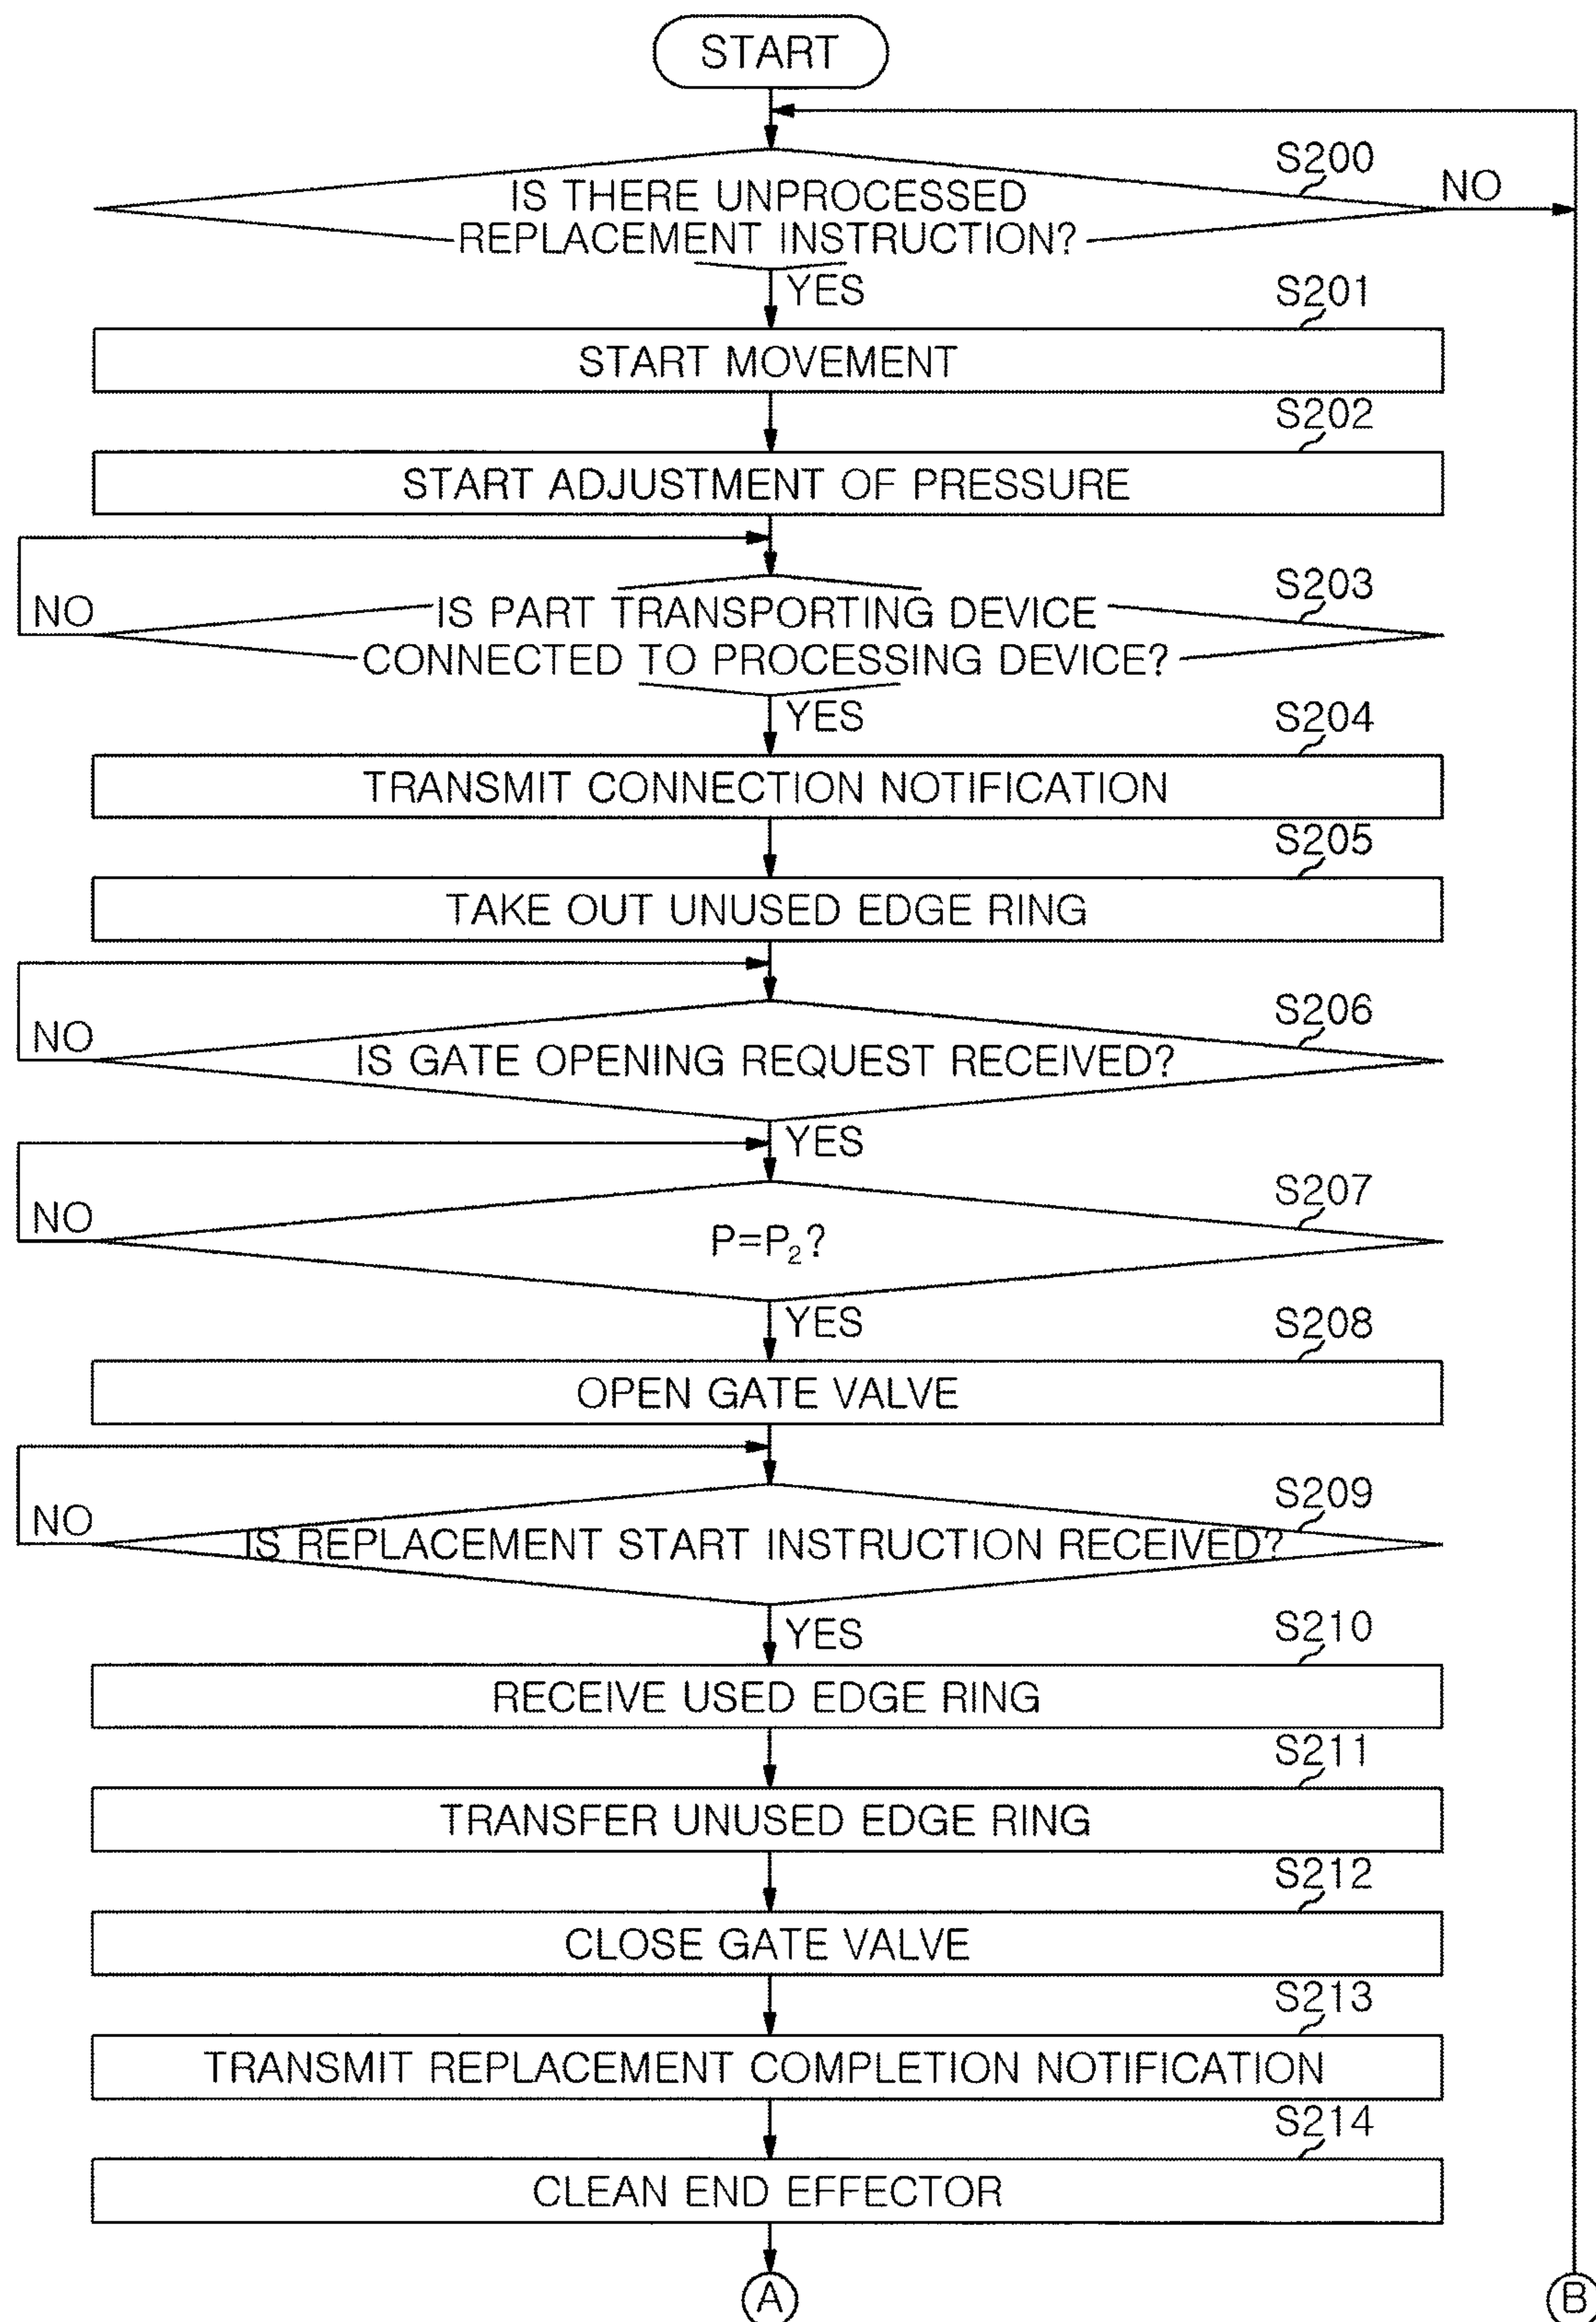 START
S200
IS THERE UNPROCESSED
REPLACEMENT INSTRUCTION?
NO
YES
S201
START MOVEMENT
S202
START ADJUSTMENT OF PRESSURE
S203
NO
IS PART TRANSPORTING DEVICE
CONNECTED TO PROCESSING DEVICE?
YES
S204
TRANSMIT CONNECTION NOTIFICATION
S205
TAKE OUT UNUSED EDGE RING
S206
NO
IS GATE OPENING REQUEST RECEIVED?
YES
S207
NO
P=P₂?
YES
S208
OPEN GATE VALVE
S209
NO
IS REPLACEMENT START INSTRUCTION RECEIVED?
YES
S210
RECEIVE USED EDGE RING
S211
TRANSFER UNUSED EDGE RING
S212
CLOSE GATE VALVE
S213
TRANSMIT REPLACEMENT COMPLETION NOTIFICATION
S214
CLEAN END EFFECTOR
A
B